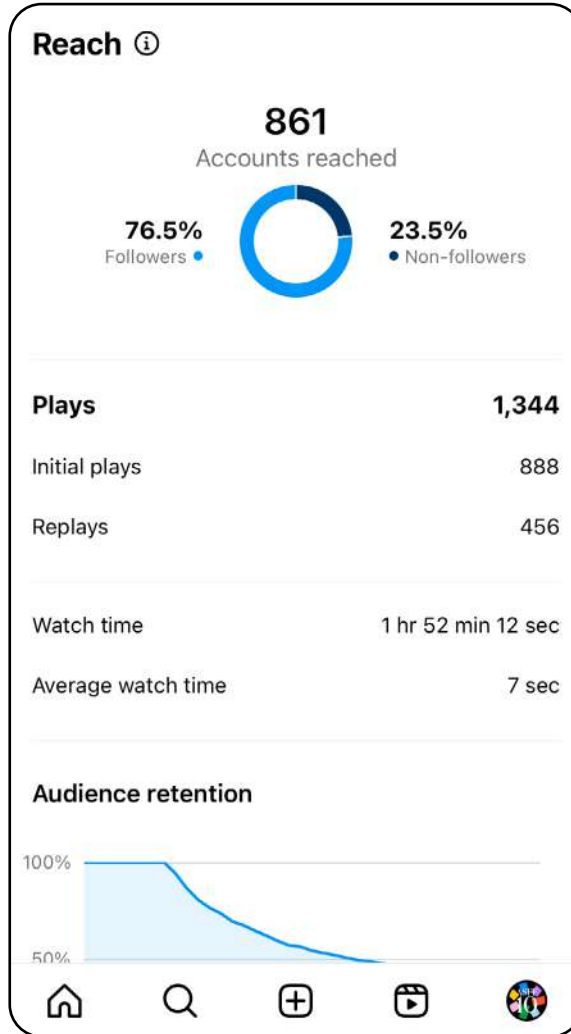 Reach
861
Accounts reached
76.5%
Followers
23.5%
Non-followers
Plays 1,344
Initial plays 888
Replays 456
Watch time 1 hr 52 min 12 sec
Average watch time 7 sec
Audience retention
100%
50%
10